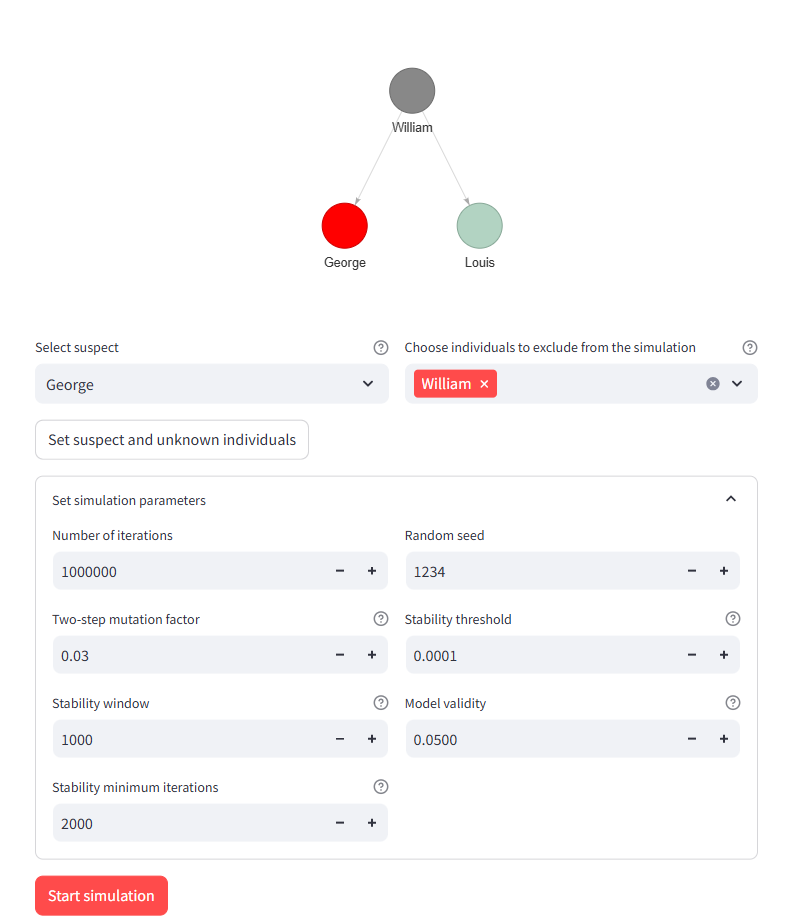 William
George Louis
Select suspect Choose individuals to exclude from the simulation
George William ×
Set suspect and unknown individuals
Set simulation parameters
Number of iterations Random seed
1000000 − + 1234 − +
Two-step mutation factor Stability threshold
0.03 − + 0.0001 − +
Stability window Model validity
1000 − + 0.0500 − +
Stability minimum iterations
2000 − +
Start simulation